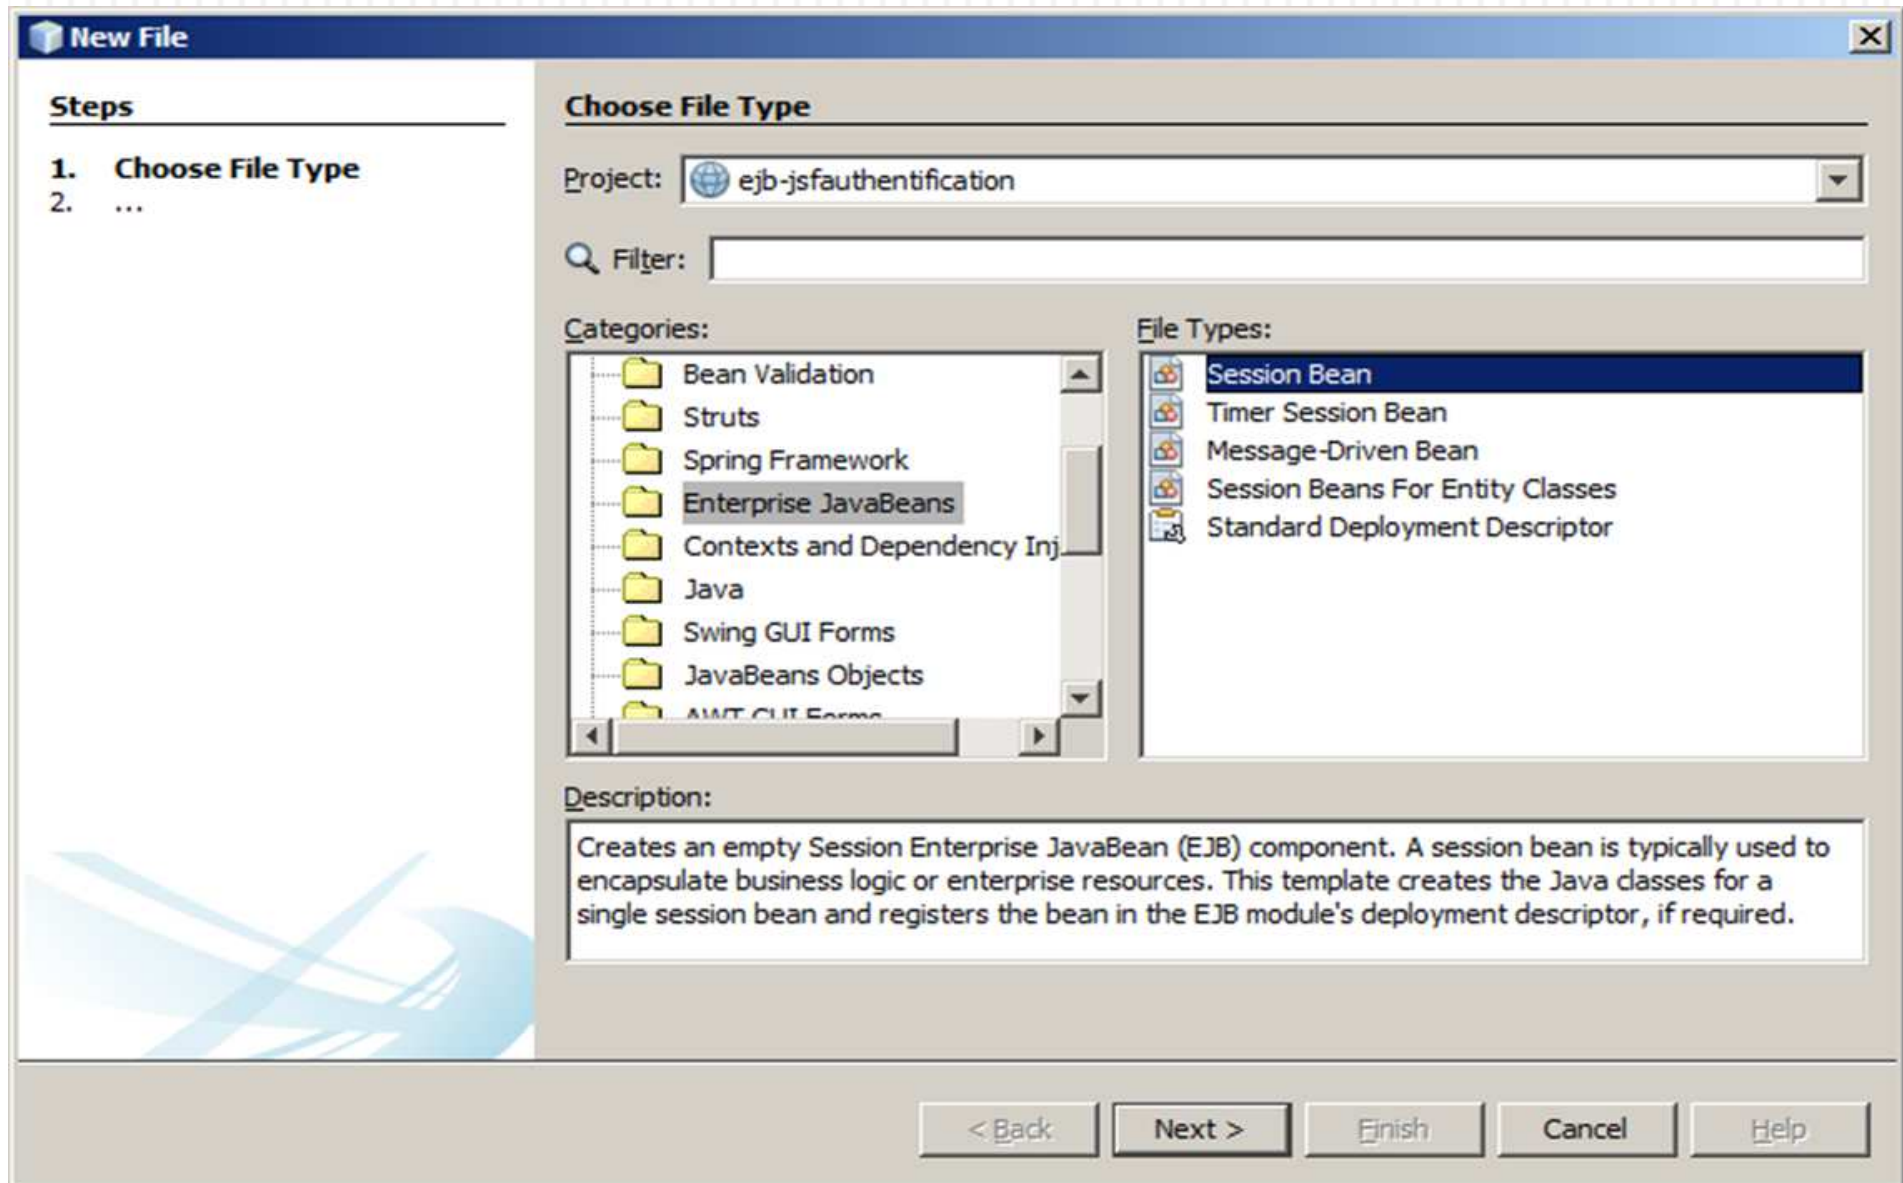 New File
Steps
1. Choose File Type
2. ...
Choose File Type
Project: ejb-jsfauthentification
Filter:
Categories:
Bean Validation
Struts
Spring Framework
Enterprise JavaBeans
Contexts and Dependency Inj
Java
Swing GUI Forms
JavaBeans Objects
AWT GUI Forms
File Types:
Session Bean
Timer Session Bean
Message-Driven Bean
Session Beans For Entity Classes
Standard Deployment Descriptor
Description:
Creates an empty Session Enterprise JavaBean (EJB) component. A session bean is typically used to
encapsulate business logic or enterprise resources. This template creates the Java classes for a
single session bean and registers the bean in the EJB module's deployment descriptor, if required.
< Back Next > Finish Cancel Help